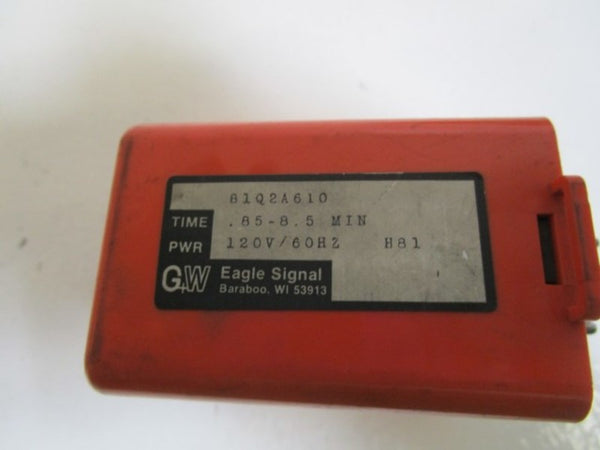 81Q2A610
TIME .85-8.5 MIN
PWR 120V/60HZ H81
G+W Eagle Signal
Baraboo, WI 53913